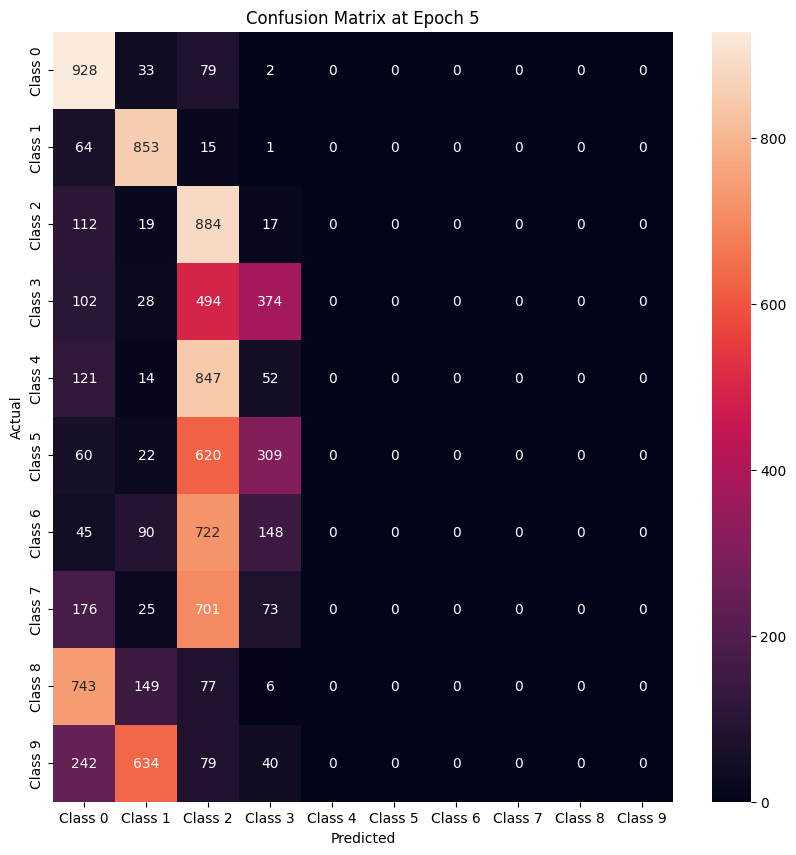 Confusion Matrix at Epoch 5
Class 0 928 33 79 2 0 0 0 0 0 0
Class 1 64 853 15 1 0 0 0 0 0 0
Class 2 112 19 884 17 0 0 0 0 0 0
Class 3 102 28 494 374 0 0 0 0 0 0
Class 4 121 14 847 52 0 0 0 0 0 0
Class 5 60 22 620 309 0 0 0 0 0 0
Class 6 45 90 722 148 0 0 0 0 0 0
Class 7 176 25 701 73 0 0 0 0 0 0
Class 8 743 149 77 6 0 0 0 0 0 0
Class 9 242 634 79 40 0 0 0 0 0 0
Actual
Class 0 Class 1 Class 2 Class 3 Class 4 Class 5 Class 6 Class 7 Class 8 Class 9
Predicted
800
600
400
200
0